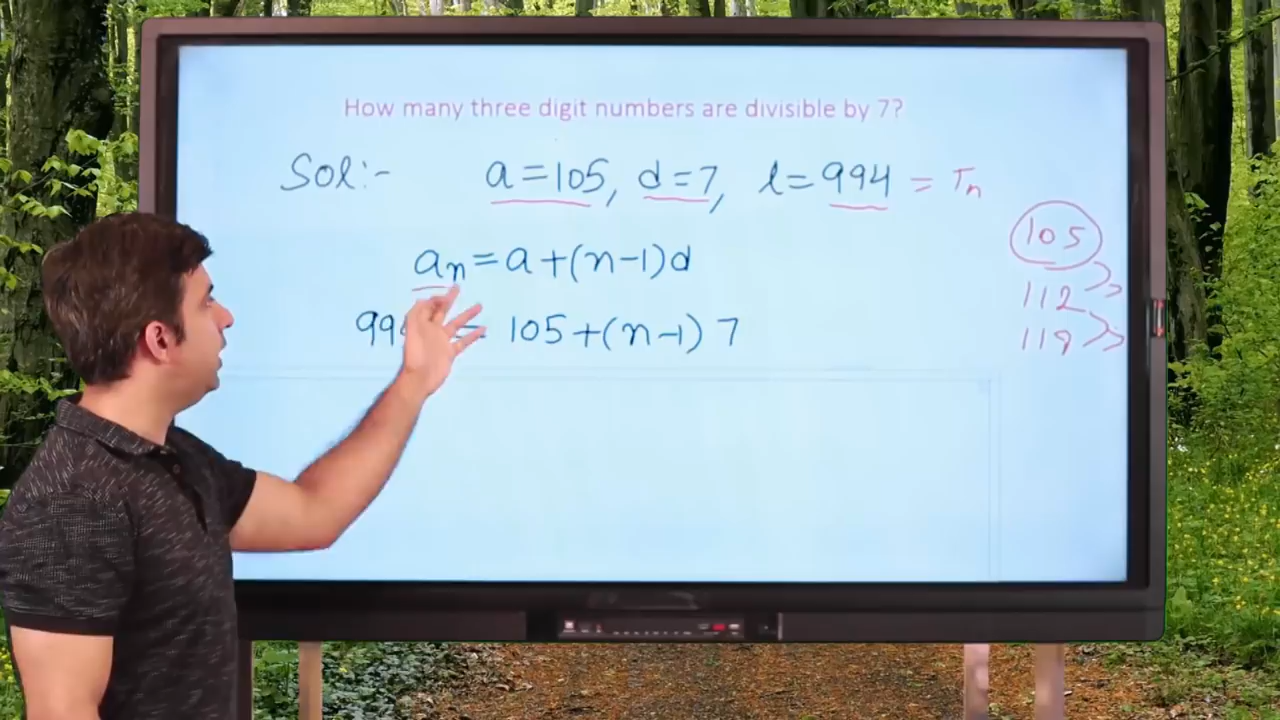 How many three digit numbers are divisible by 7?
Sol:- a=105, d=7, l=994 = Tn
105
an=a+(n-1)d
112
= 105+(n-1) 7
119